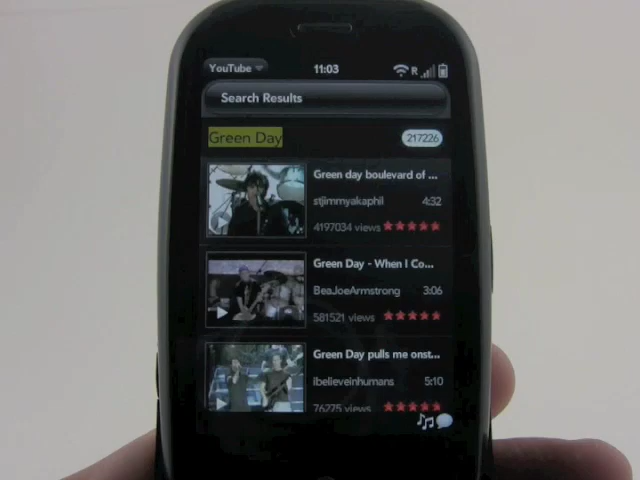 YouTube 11:03 R
Search Results
Green Day 217226
Green day boulevard of ...
stjimmyakaphil 4:32
4197034 views
Green Day - When I Co...
BeaJoeArmstrong 3:06
581521 views
Green Day pulls me onst...
ibelieveinhumans 5:10
76775 views